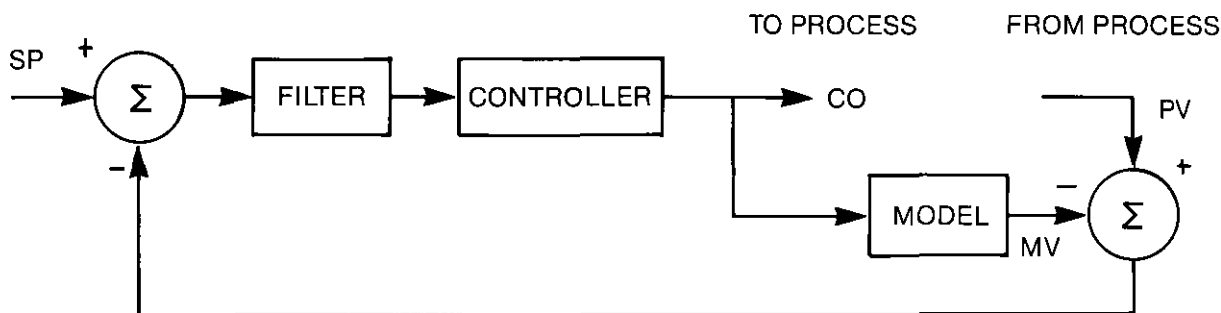 TO PROCESS
FROM PROCESS
SP
+
Σ
−
FILTER
CONTROLLER
CO
PV
+
−
Σ
MODEL
MV